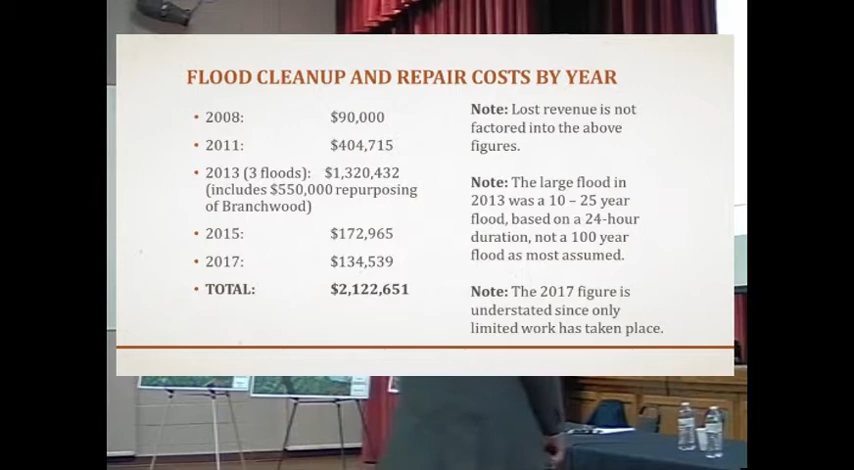 FLOOD CLEANUP AND REPAIR COSTS BY YEAR
• 2008: $90,000
• 2011: $404,715
• 2013 (3 floods): $1,320,432
(includes $550,000 repurposing
of Branchwood)
• 2015: $172,965
• 2017: $134,539
• TOTAL: $2,122,651
Note: Lost revenue is not
factored into the above
figures.
Note: The large flood in
2013 was a 10 – 25 year
flood, based on a 24-hour
duration, not a 100 year
flood as most assumed.
Note: The 2017 figure is
understated since only
limited work has taken place.